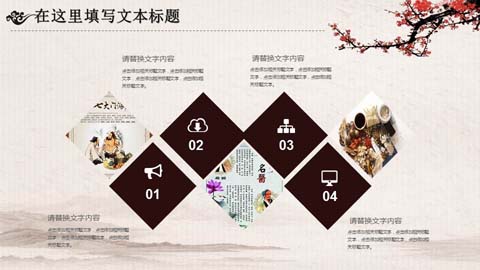 在这里填写文本标题
请替换文字内容
点击添加相关标题文字，点击添加相关标题
文字，点击添加相关标题文字，点击添加相关
标题文字。
请替换文字内容
点击添加相关标题文字，点击添加相关标题
文字，点击添加相关标题文字，点击添加相关
标题文字。
七大门派
02
03
名醫
01
04
请替换文字内容
点击添加相关标题文字，点击添加相关标题
文字，点击添加相关标题文字，点击添加相关
标题文字。
请替换文字内容
点击添加相关标题文字，点击添加相关标题
文字，点击添加相关标题文字，点击添加相关
标题文字。